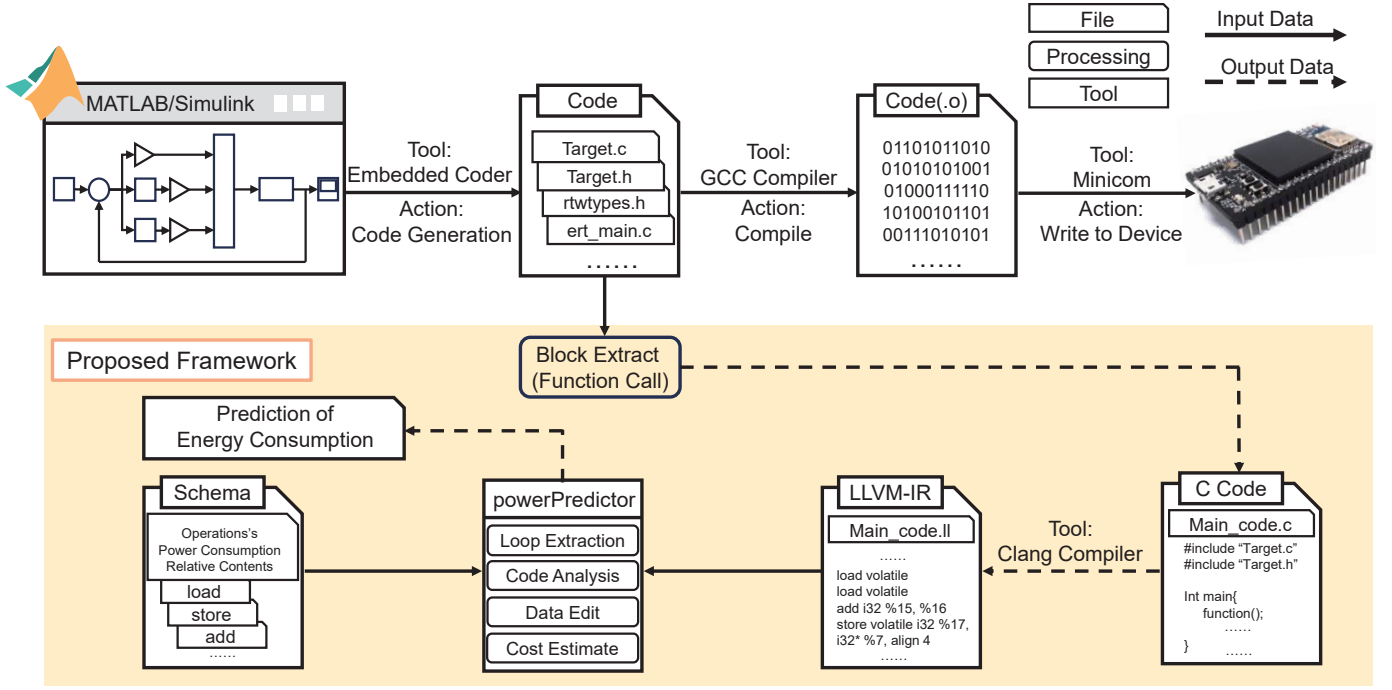 File
Input Data
Processing
Output Data
Tool
MATLAB/Simulink
Tool:
Embedded Coder
Action:
Code Generation
Code
Target.c
Target.h
rtwtypes.h
ert_main.c
......
Tool:
GCC Compiler
Action:
Compile
Code(.o)
01101011010
01010101001
01000111110
10100101101
00111010101
......
Tool:
Minicom
Action:
Write to Device
Proposed Framework
Block Extract
(Function Call)
Prediction of
Energy Consumption
Schema
Operations's
Power Consumption
Relative Contents
load
store
add
......
powerPredictor
Loop Extraction
Code Analysis
Data Edit
Cost Estimate
LLVM-IR
Main_code.ll
......
load volatile
load volatile
add i32 %15, %16
store volatile i32 %17,
i32* %7, align 4
......
Tool:
Clang Compiler
C Code
Main_code.c
#include “Target.c”
#include “Target.h”
Int main{
function();
......
} ......